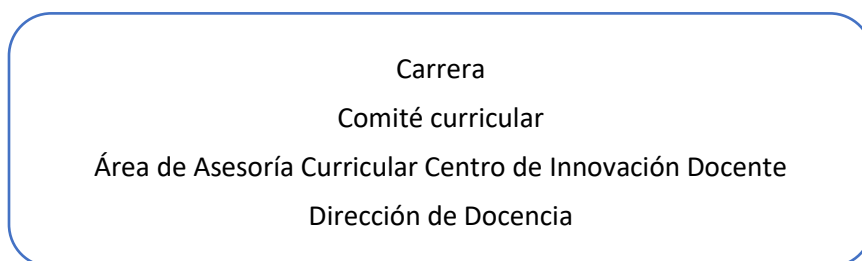 Carrera
Comité curricular
Área de Asesoría Curricular Centro de Innovación Docente
Dirección de Docencia